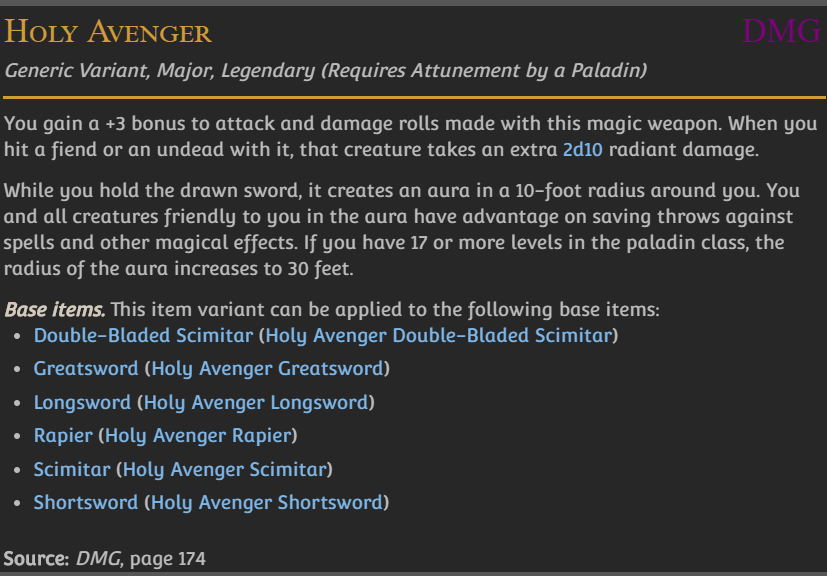 Holy Avenger DMG
Generic Variant, Major, Legendary (Requires Attunement by a Paladin)
You gain a +3 bonus to attack and damage rolls made with this magic weapon. When you
hit a fiend or an undead with it, that creature takes an extra 2d10 radiant damage.
While you hold the drawn sword, it creates an aura in a 10-foot radius around you. You
and all creatures friendly to you in the aura have advantage on saving throws against
spells and other magical effects. If you have 17 or more levels in the paladin class, the
radius of the aura increases to 30 feet.
Base items. This item variant can be applied to the following base items:
• Double-Bladed Scimitar (Holy Avenger Double-Bladed Scimitar)
• Greatsword (Holy Avenger Greatsword)
• Longsword (Holy Avenger Longsword)
• Rapier (Holy Avenger Rapier)
• Scimitar (Holy Avenger Scimitar)
• Shortsword (Holy Avenger Shortsword)
Source: DMG, page 174